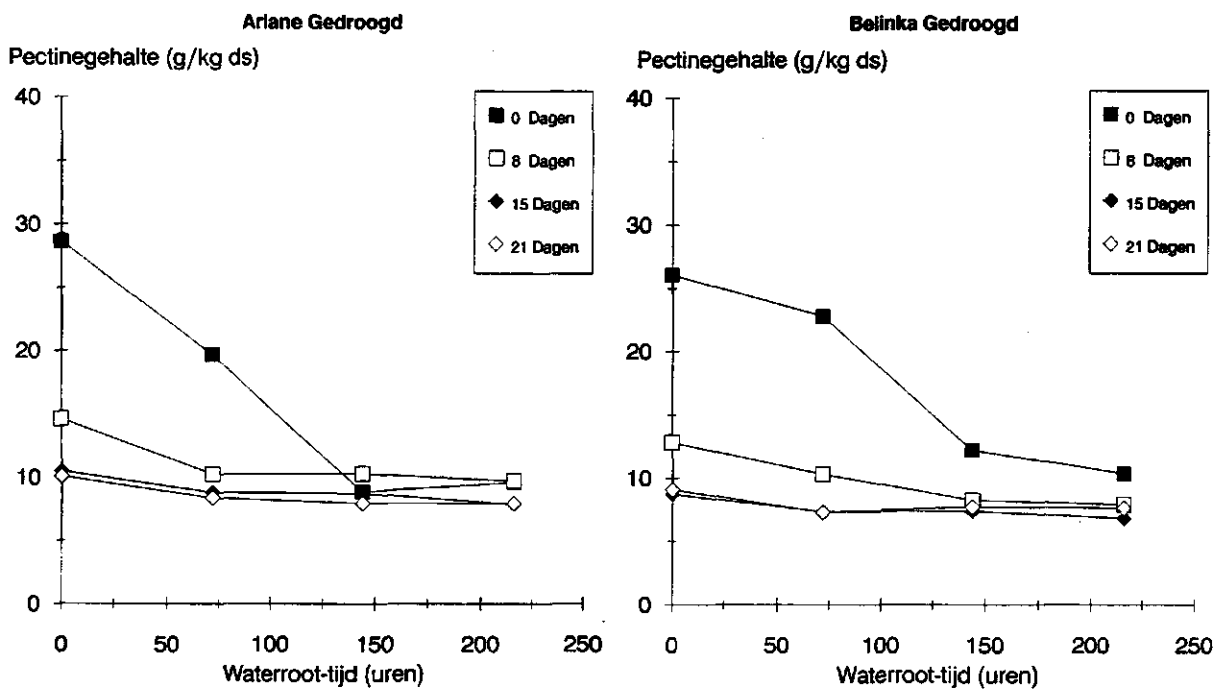 Ariane Gedroogd
Pectinegehalte (g/kg ds)
40
30
20
10
0
0 Dagen
8 Dagen
15 Dagen
21 Dagen
0 50 100 150 200 250
Waterroot-tijd (uren)
Belinka Gedroogd
Pectinegehalte (g/kg ds)
40
30
20
10
0
0 Dagen
8 Dagen
15 Dagen
21 Dagen
0 50 100 150 200 250
Waterroot-tijd (uren)